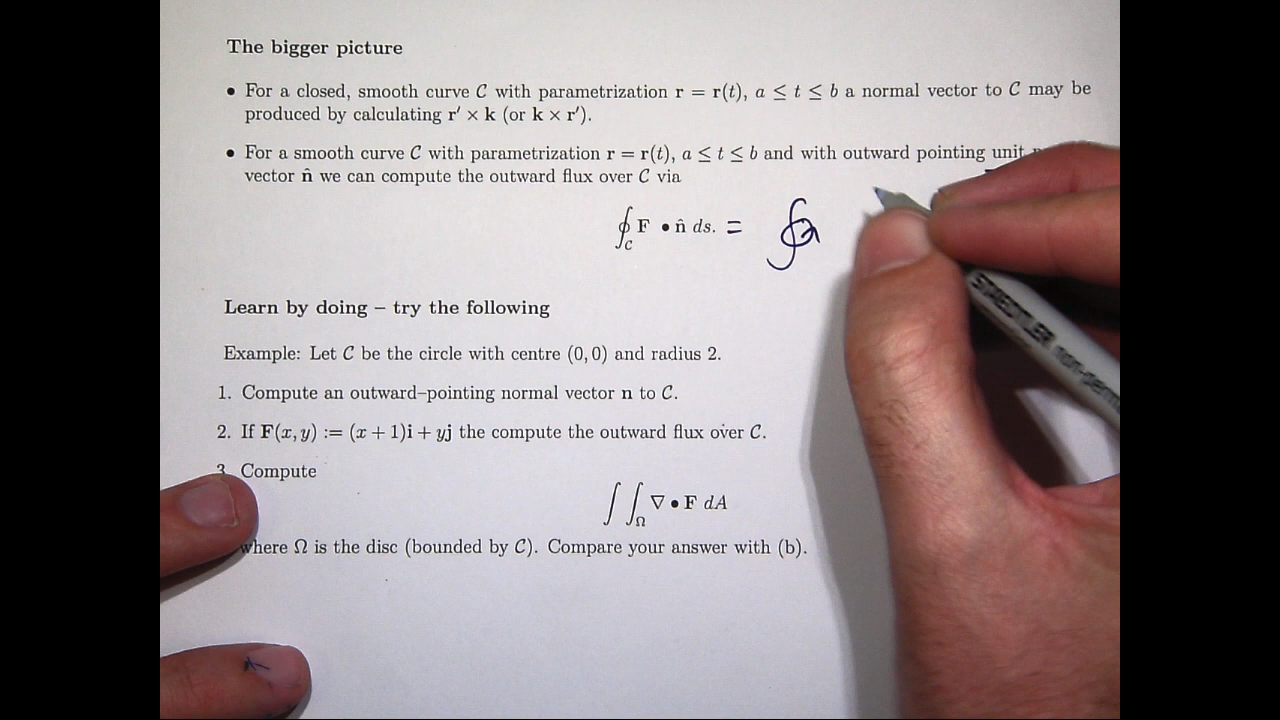 The bigger picture
• For a closed, smooth curve C with parametrization r = r(t), a ≤ t ≤ b a normal vector to C may be
produced by calculating r′ × k (or k × r′).
• For a smooth curve C with parametrization r = r(t), a ≤ t ≤ b and with outward pointing unit
vector n̂ we can compute the outward flux over C via
∮_C F • n̂ ds. = ∮
Learn by doing – try the following
Example: Let C be the circle with centre (0, 0) and radius 2.
1. Compute an outward–pointing normal vector n to C.
2. If F(x, y) := (x + 1)i + yj the compute the outward flux over C.
3. Compute
∫∫_Ω ∇ • F dA
where Ω is the disc (bounded by C). Compare your answer with (b).
STAEDTLER